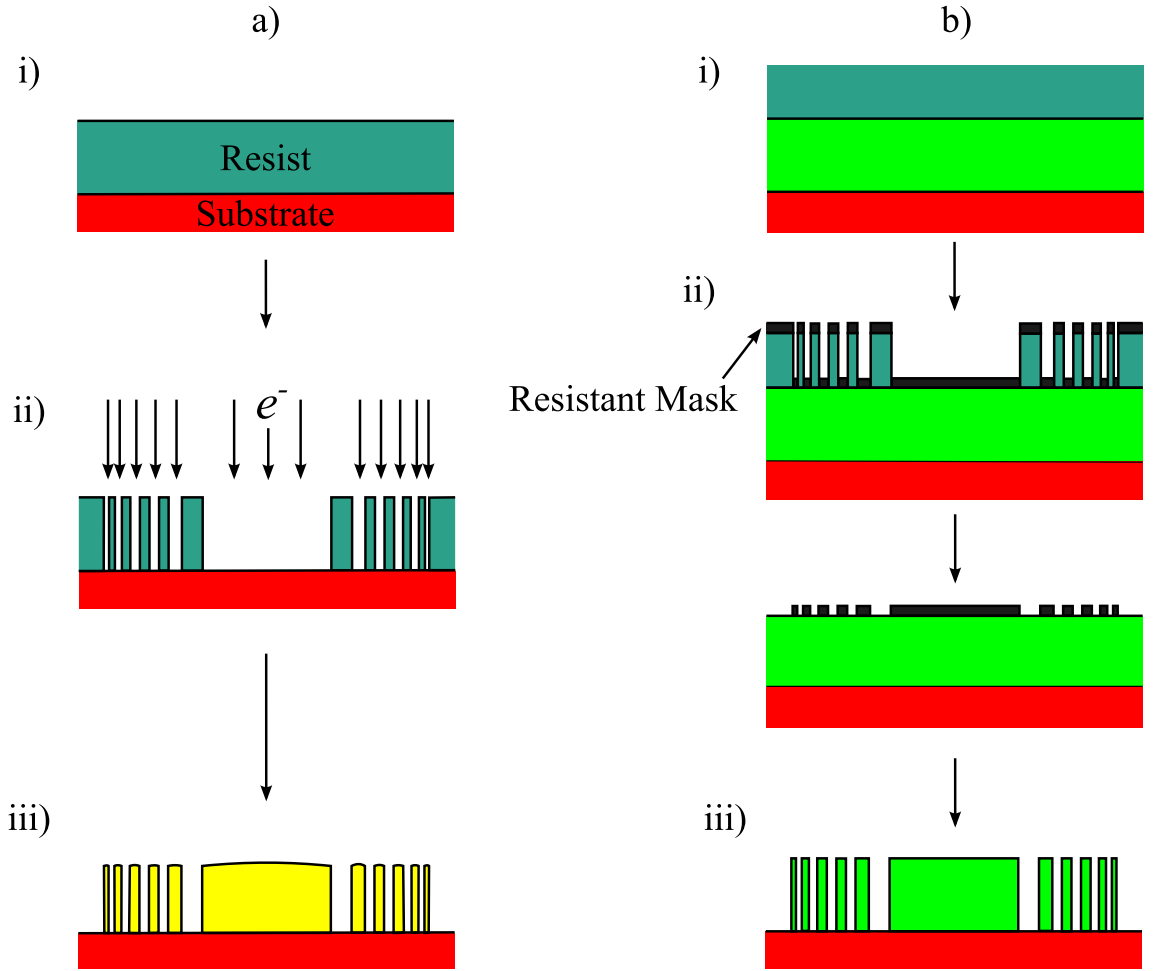 a)
i)
Resist
Substrate
ii)
e⁻
iii)
b)
i)
ii)
Resistant Mask
iii)